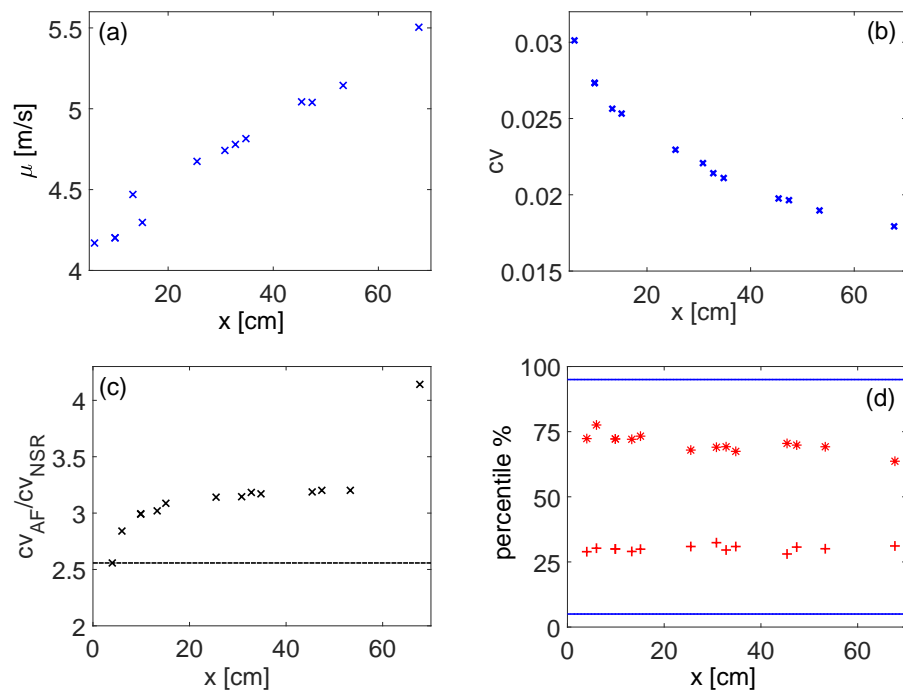 (a)
5.5
5
4.5
4
μ [m/s]
20 40 60
x [cm]
(b)
0.03
0.025
0.02
0.015
cv
20 40 60
x [cm]
(c)
4
3.5
3
2.5
2
cv_AF/cv_NSR
0 20 40 60
x [cm]
(d)
100
75
50
25
0
percentile %
0 20 40 60
x [cm]